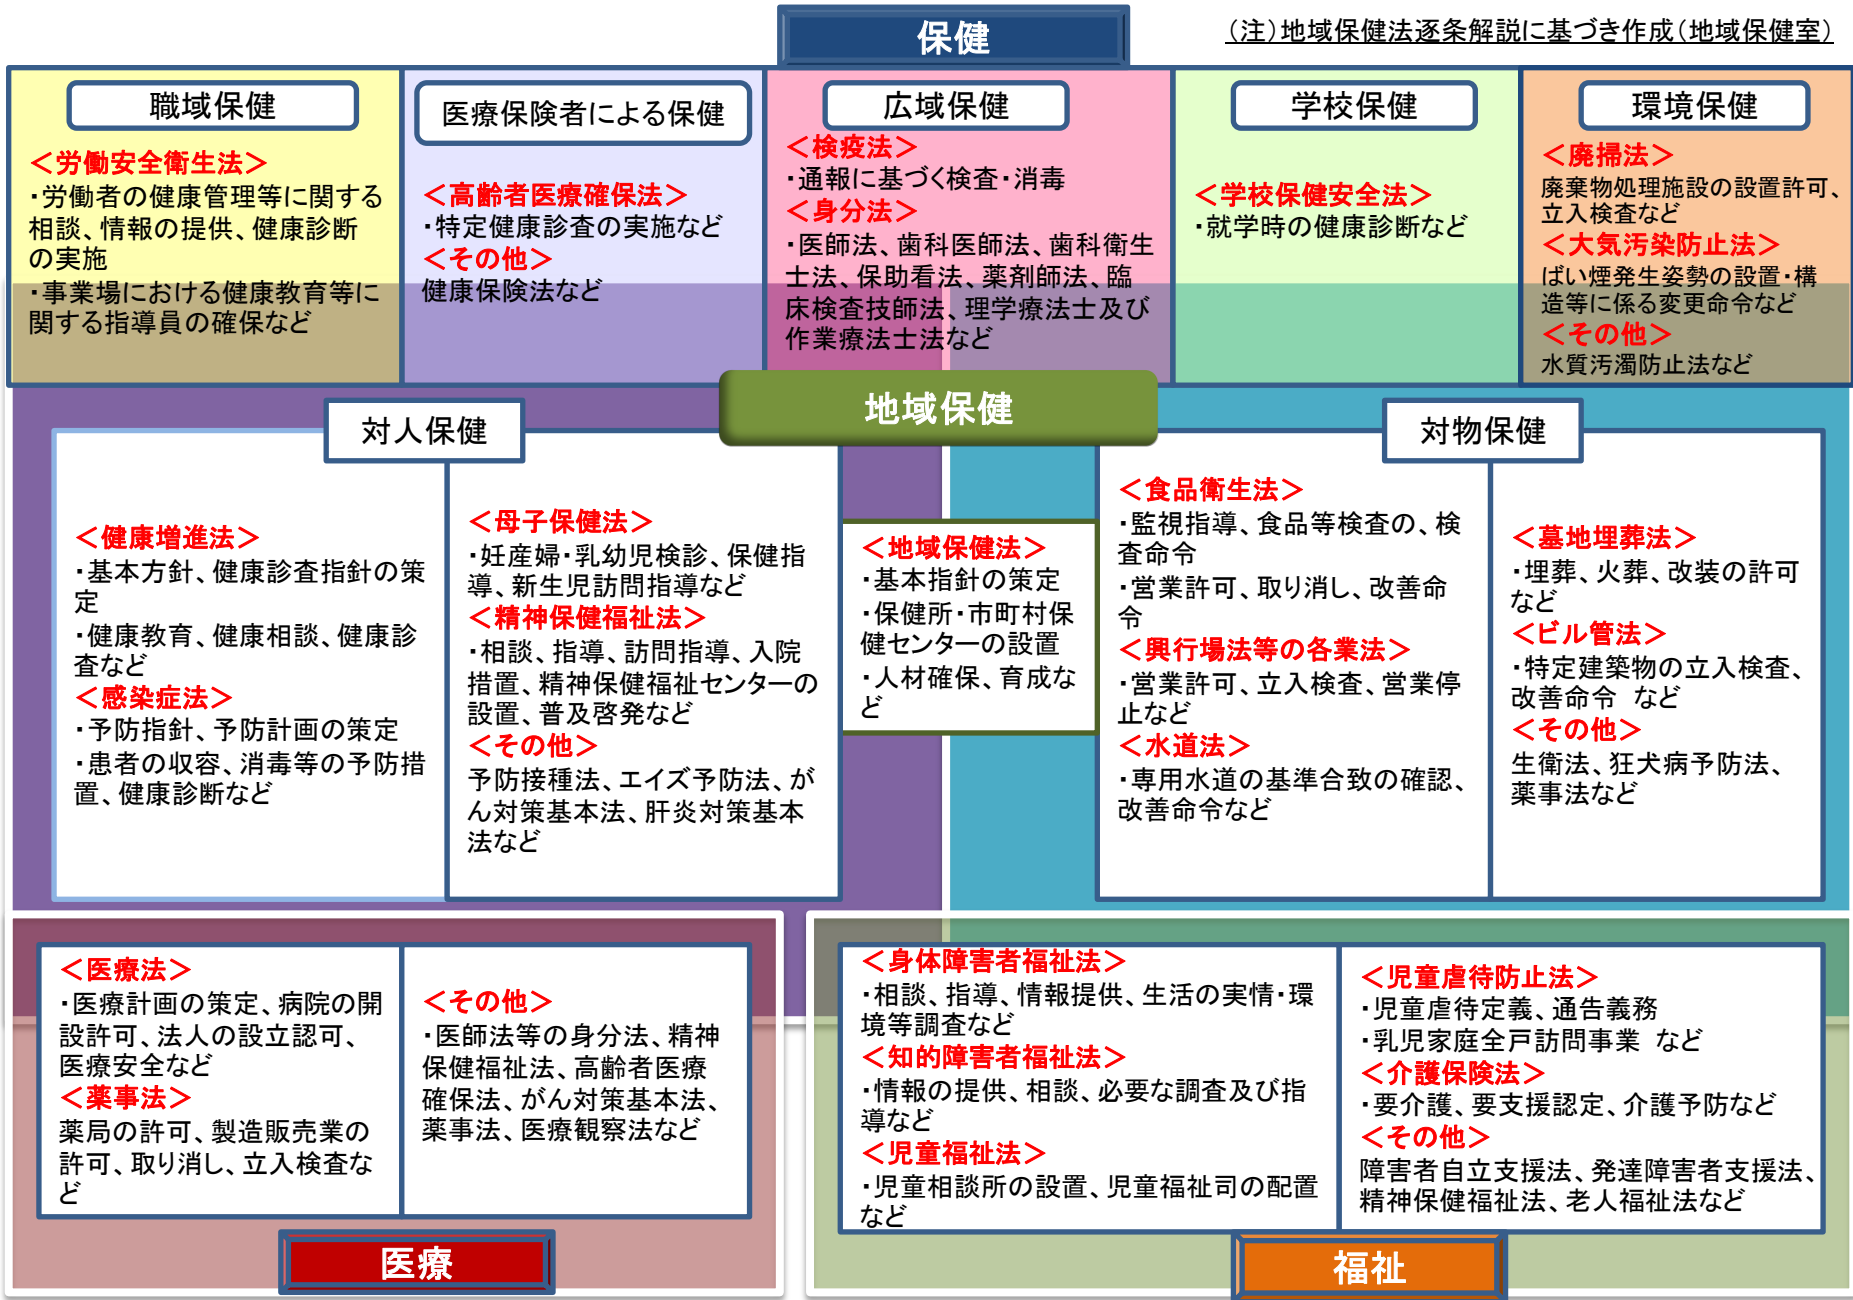 保健
（注）地域保健法逐条解説に基づき作成（地域保健室）
職域保健
＜労働安全衛生法＞
・労働者の健康管理等に関する
相談、情報の提供、健康診断
の実施
・事業場における健康教育等に
関する指導員の確保など
医療保険者による保健
＜高齢者医療確保法＞
・特定健康診査の実施など
＜その他＞
健康保険法など
広域保健
＜検疫法＞
・通報に基づく検査・消毒
＜身分法＞
・医師法、歯科医師法、歯科衛生
士法、保助看法、薬剤師法、臨
床検査技師法、理学療法士及び
作業療法士法など
学校保健
＜学校保健安全法＞
・就学時の健康診断など
環境保健
＜廃掃法＞
廃棄物処理施設の設置許可、
立入検査など
＜大気汚染防止法＞
ばい煙発生姿勢の設置・構
造等に係る変更命令など
＜その他＞
水質汚濁防止法など
地域保健
対人保健
＜健康増進法＞
・基本方針、健康診査指針の策
定
・健康教育、健康相談、健康診
査など
＜感染症法＞
・予防指針、予防計画の策定
・患者の収容、消毒等の予防措
置、健康診断など
＜母子保健法＞
・妊産婦・乳幼児検診、保健指
導、新生児訪問指導など
＜精神保健福祉法＞
・相談、指導、訪問指導、入院
措置、精神保健福祉センターの
設置、普及啓発など
＜その他＞
予防接種法、エイズ予防法、が
ん対策基本法、肝炎対策基本
法など
＜地域保健法＞
・基本指針の策定
・保健所・市町村保
健センターの設置
・人材確保、育成な
ど
対物保健
＜食品衛生法＞
・監視指導、食品等検査の、検
査命令
・営業許可、取り消し、改善命
令
＜興行場法等の各業法＞
・営業許可、立入検査、営業停
止など
＜水道法＞
・専用水道の基準合致の確認、
改善命令など
＜墓地埋葬法＞
・埋葬、火葬、改装の許可
など
＜ビル管法＞
・特定建築物の立入検査、
改善命令 など
＜その他＞
生衛法、狂犬病予防法、
薬事法など
＜医療法＞
・医療計画の策定、病院の開
設許可、法人の設立認可、
医療安全など
＜薬事法＞
薬局の許可、製造販売業の
許可、取り消し、立入検査な
ど
＜その他＞
・医師法等の身分法、精神
保健福祉法、高齢者医療
確保法、がん対策基本法、
薬事法、医療観察法など
医療
＜身体障害者福祉法＞
・相談、指導、情報提供、生活の実情・環
境等調査など
＜知的障害者福祉法＞
・情報の提供、相談、必要な調査及び指
導など
＜児童福祉法＞
・児童相談所の設置、児童福祉司の配置
など
＜児童虐待防止法＞
・児童虐待定義、通告義務
・乳児家庭全戸訪問事業 など
＜介護保険法＞
・要介護、要支援認定、介護予防など
＜その他＞
障害者自立支援法、発達障害者支援法、
精神保健福祉法、老人福祉法など
福祉